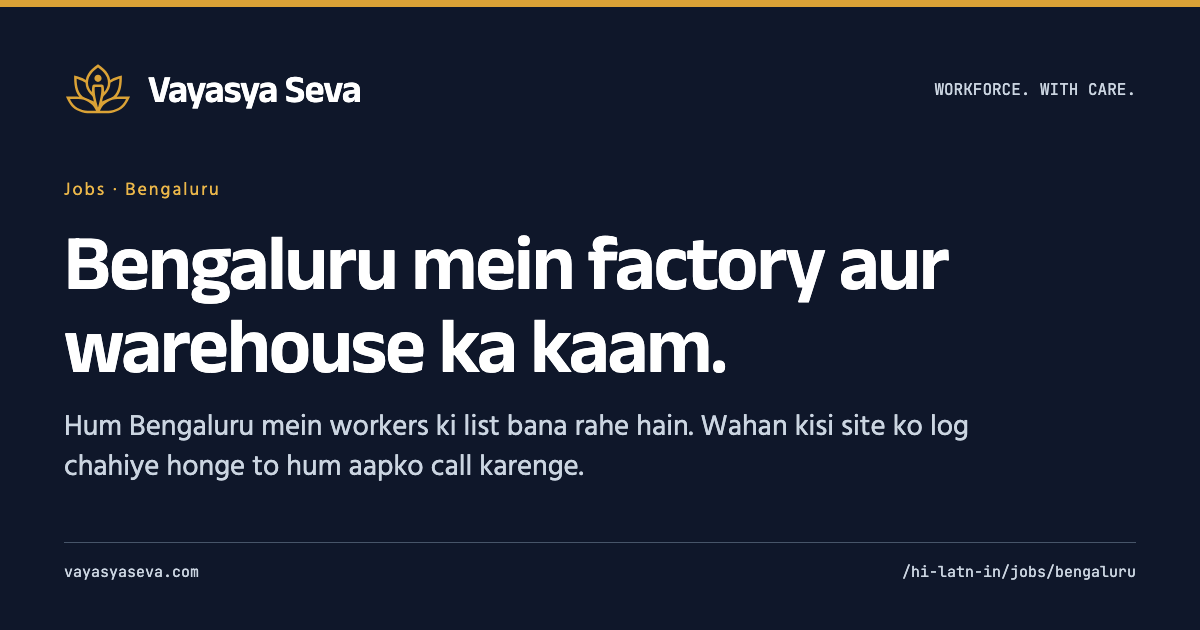 Vayasya Seva
WORKFORCE. WITH CARE.
Jobs · Bengaluru
Bengaluru mein factory aur
warehouse ka kaam.
Hum Bengaluru mein workers ki list bana rahe hain. Wahan kisi site ko log
chahiye honge to hum aapko call karenge.
vayasyaseva.com
/hi-latn-in/jobs/bengaluru